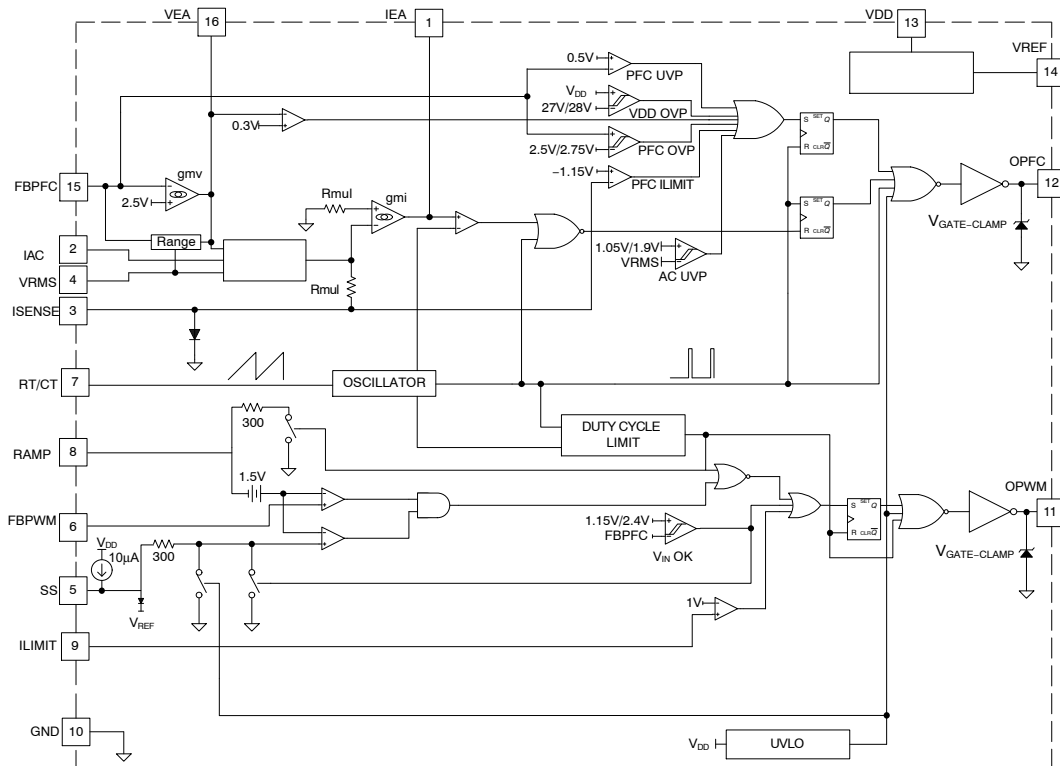 VEA
16
IEA
1
VDD
13
VREF
14
0.5V
PFC UVP
VDD
27V/28V
VDD OVP
0.3V
2.5V/2.75V
PFC OVP
S SET Q
R CLR Q
FBPFC
15
gmv
2.5V
−1.15V
PFC ILIMIT
OPFC
12
Rmul
gmi
S SET Q
R CLR Q
VGATE−CLAMP
IAC
2
Range
1.05V/1.9V
VRMS
AC UVP
VRMS
4
Rmul
ISENSE
3
RT/CT
7
OSCILLATOR
300
DUTY CYCLE
LIMIT
RAMP
8
1.5V
OPWM
11
S SET Q
R CLR Q
FBPWM
6
1.15V/2.4V
FBPFC
VIN OK
VGATE−CLAMP
VDD
10μA
300
SS
5
VREF
1V
ILIMIT
9
GND
10
VDD
UVLO